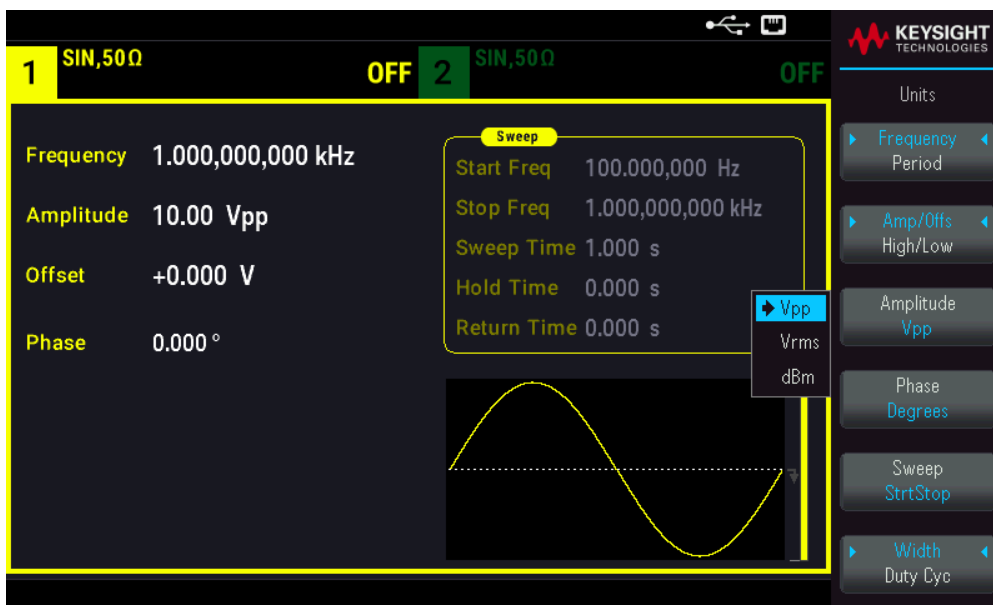 1 SIN,50Ω OFF 2 SIN,50Ω OFF
Frequency 1.000,000,000 kHz
Amplitude 10.00 Vpp
Offset +0.000 V
Phase 0.000°
Sweep
Start Freq 100.000,000 Hz
Stop Freq 1.000,000,000 kHz
Sweep Time 1.000 s
Hold Time 0.000 s
Return Time 0.000 s
Vpp
Vrms
dBm
KEYSIGHT
TECHNOLOGIES
Units
Frequency
Period
Amp/Offs
High/Low
Amplitude
Vpp
Phase
Degrees
Sweep
StrtStop
Width
Duty Cyc